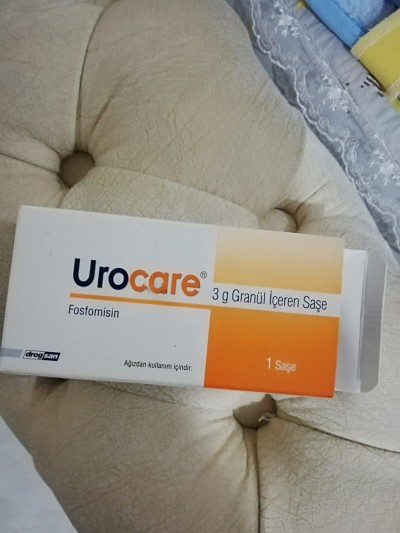 Urocare®
3 g Granül İçeren Saşe
Fosfomisin
drogsan
Ağızdan kullanım içindir.
1 Saşe